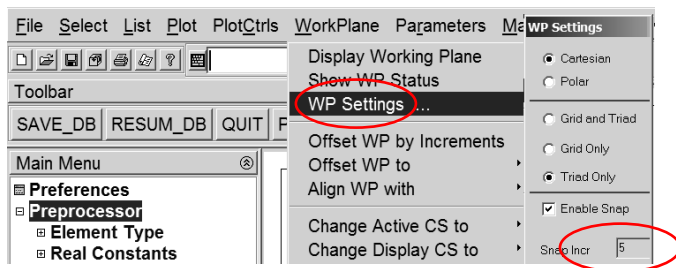 File Select List Plot PlotCtrls WorkPlane Parameters
Display Working Plane
Show WP Status
WP Settings ...
Offset WP by Increments
Offset WP to
Align WP with
Change Active CS to
Change Display CS to
Toolbar
SAVE_DB RESUM_DB QUIT
Main Menu
Preferences
Preprocessor
Element Type
Real Constants
WP Settings
Cartesian
Polar
Grid and Triad
Grid Only
Triad Only
Enable Snap
Snap Incr 5